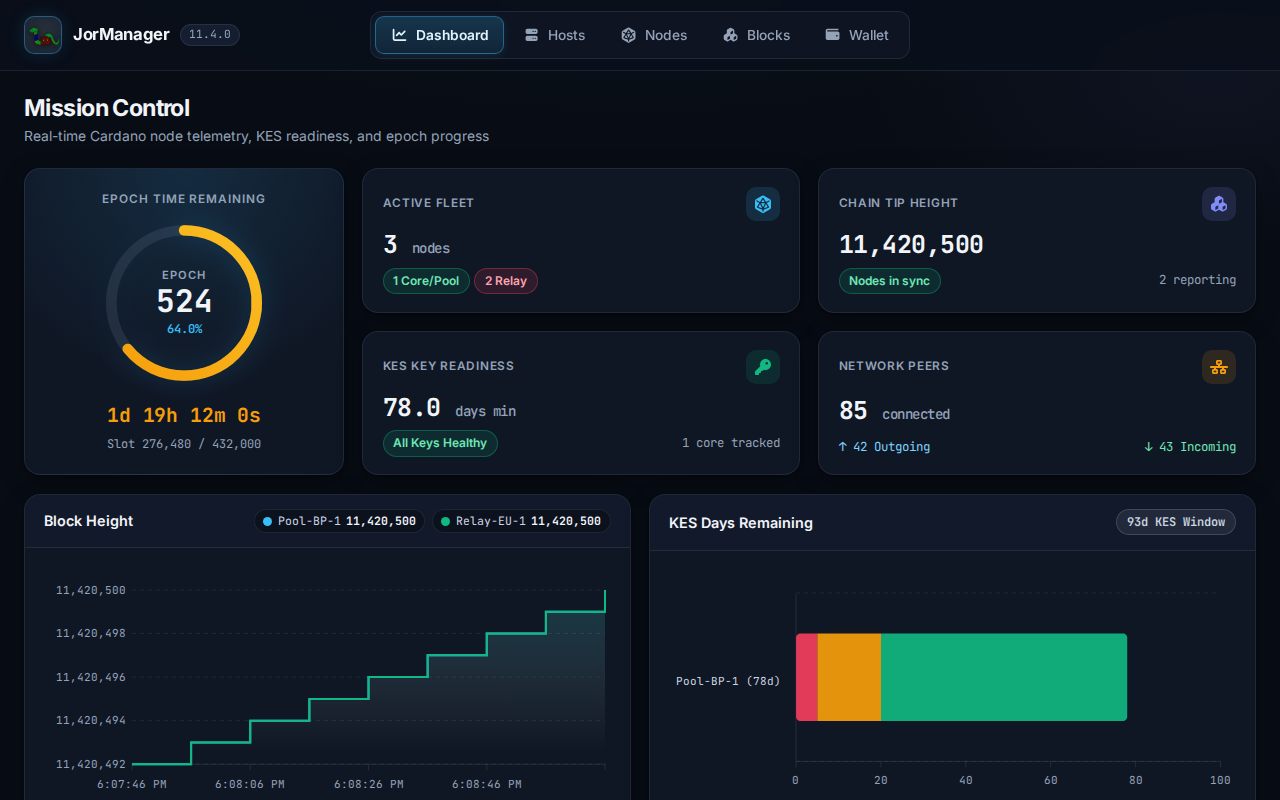 JorManager 11.4.0 Dashboard Hosts Nodes Blocks Wallet
Mission Control
Real-time Cardano node telemetry, KES readiness, and epoch progress
EPOCH TIME REMAINING
EPOCH
524
64.0%
1d 19h 12m 0s
Slot 276,480 / 432,000
ACTIVE FLEET
3 nodes
1 Core/Pool 2 Relay
CHAIN TIP HEIGHT
11,420,500
Nodes in sync 2 reporting
KES KEY READINESS
78.0 days min
All Keys Healthy 1 core tracked
NETWORK PEERS
85 connected
↑ 42 Outgoing ↓ 43 Incoming
Block Height Pool-BP-1 11,420,500 Relay-EU-1 11,420,500
11,420,500
11,420,498
11,420,496
11,420,494
11,420,492
6:07:46 PM 6:08:06 PM 6:08:26 PM 6:08:46 PM
KES Days Remaining 93d KES Window
Pool-BP-1 (78d)
0 20 40 60 80 100